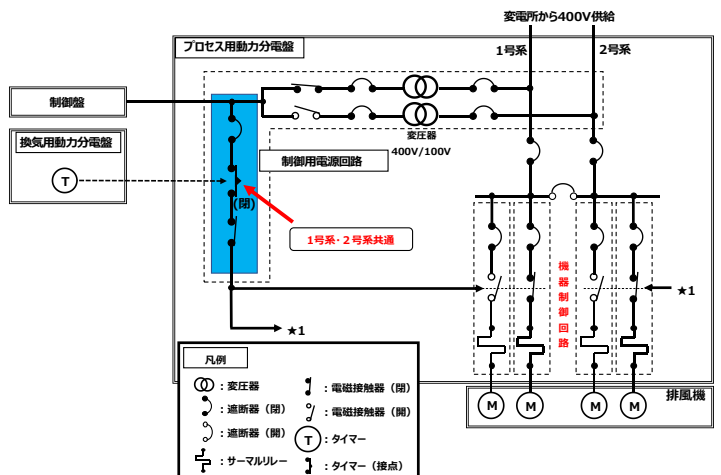 変電所から400V供給
プロセス用動力分電盤
1号系
2号系
制御盤
換気用動力分電盤
T
制御用電源回路
変圧器
400V/100V
(閉)
1号系・2号系共通
機器制御回路
★1
★1
M
M
M
M
排風機
凡例
：変圧器
：遮断器（閉）
：遮断器（開）
：サーマルリレー
：電磁接触器（閉）
：電磁接触器（開）
T
：タイマー
：タイマー（接点）